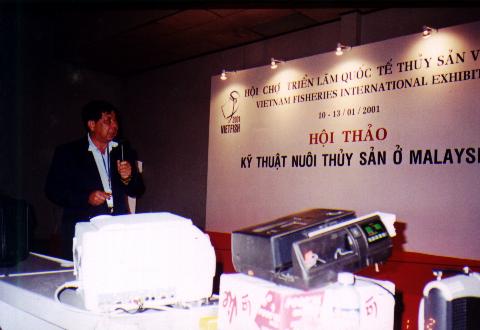 HỘI CHỢ TRIỂN LÃM QUỐC TẾ THỦY SẢN V
VIETNAM FISHERIES INTERNATIONAL EXHIBIT
10 - 13 / 01 / 2001
2001
VIETFISH
HỘI THẢO
KỸ THUẬT NUÔI THỦY SẢN Ở MALAYS